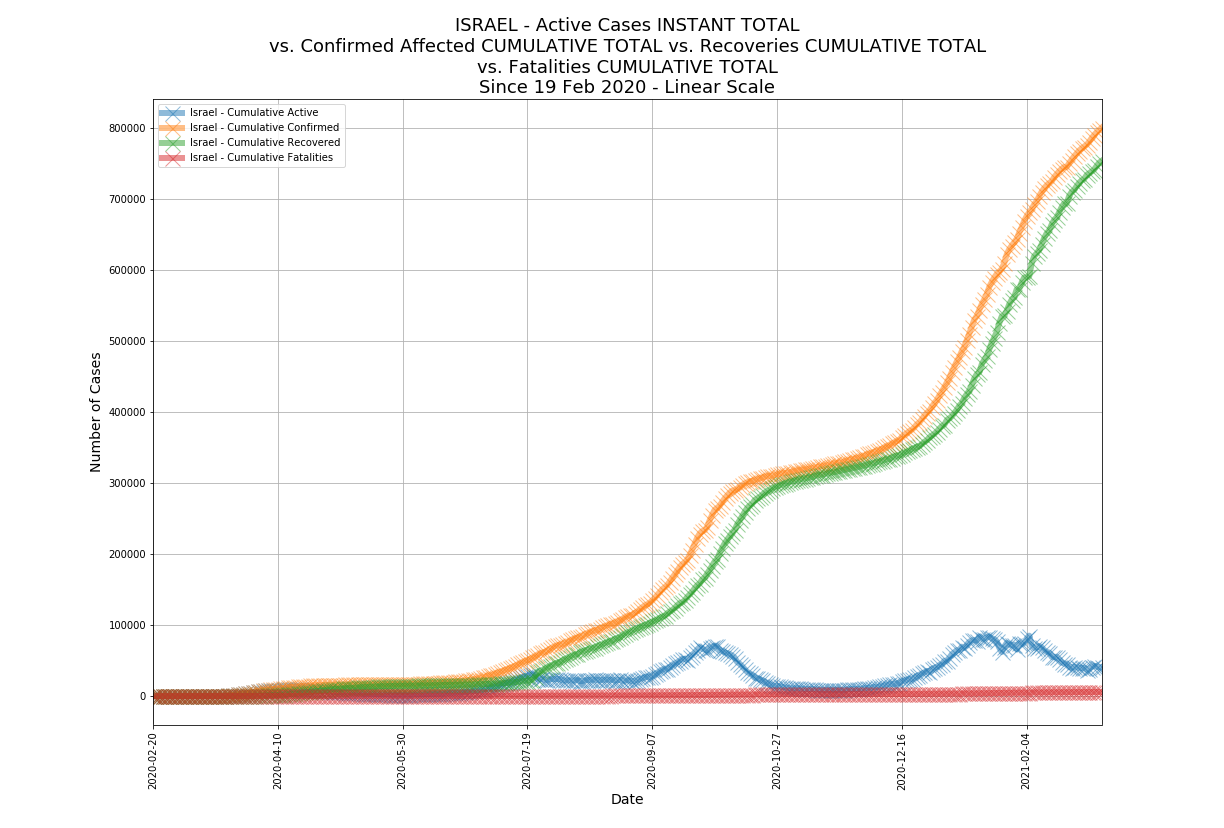 ISRAEL - Active Cases INSTANT TOTAL
vs. Confirmed Affected CUMULATIVE TOTAL vs. Recoveries CUMULATIVE TOTAL
vs. Fatalities CUMULATIVE TOTAL
Since 19 Feb 2020 - Linear Scale
Israel - Cumulative Active
Israel - Cumulative Confirmed
Israel - Cumulative Recovered
Israel - Cumulative Fatalities
Number of Cases
800000
700000
600000
500000
400000
300000
200000
100000
0
2020-02-20
2020-04-10
2020-05-30
2020-07-19
2020-09-07
2020-10-27
2020-12-16
2021-02-04
Date